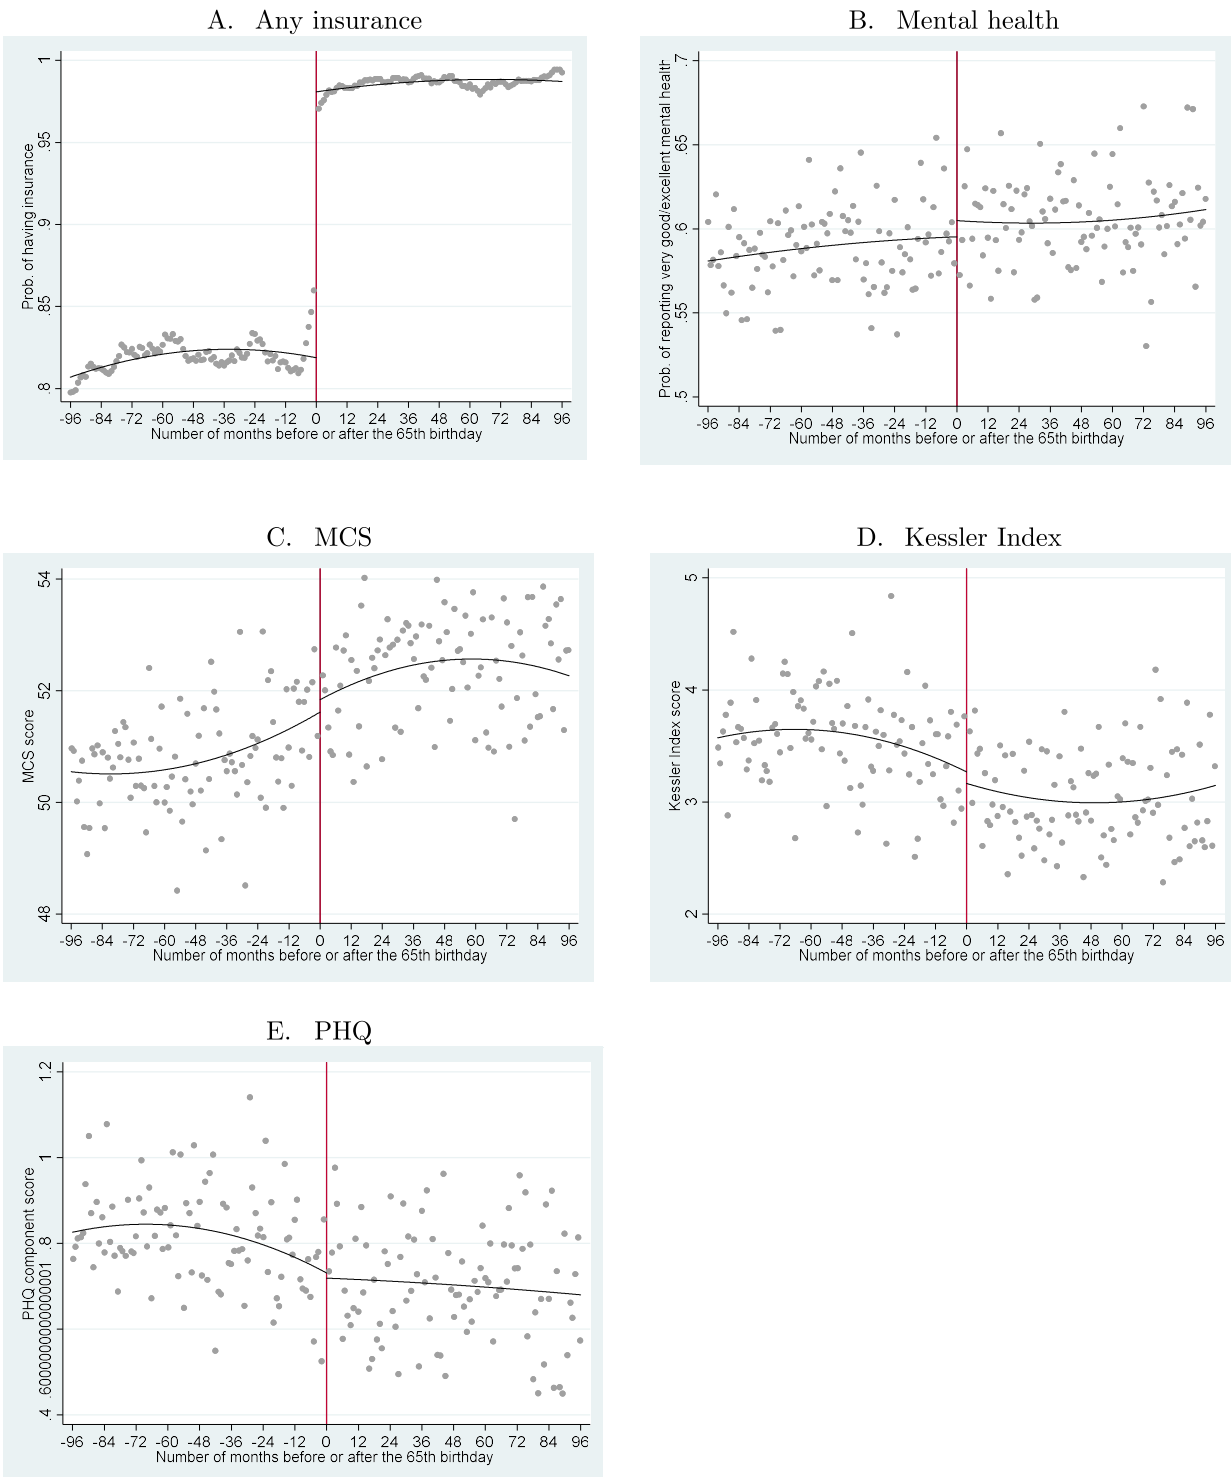 A. Any insurance
Prob. of having insurance
1
.95
.9
.85
.8
-96 -84 -72 -60 -48 -36 -24 -12 0 12 24 36 48 60 72 84 96
Number of months before or after the 65th birthday
B. Mental health
Prob. of reporting very good/excellent mental health
.7
.65
.6
.55
.5
-96 -84 -72 -60 -48 -36 -24 -12 0 12 24 36 48 60 72 84 96
Number of months before or after the 65th birthday
C. MCS
MCS score
54
52
50
48
-96 -84 -72 -60 -48 -36 -24 -12 0 12 24 36 48 60 72 84 96
Number of months before or after the 65th birthday
D. Kessler Index
Kessler Index score
5
4
3
2
-96 -84 -72 -60 -48 -36 -24 -12 0 12 24 36 48 60 72 84 96
Number of months before or after the 65th birthday
E. PHQ
PHQ component score
1.2
1
.8
.4
-96 -84 -72 -60 -48 -36 -24 -12 0 12 24 36 48 60 72 84 96
Number of months before or after the 65th birthday